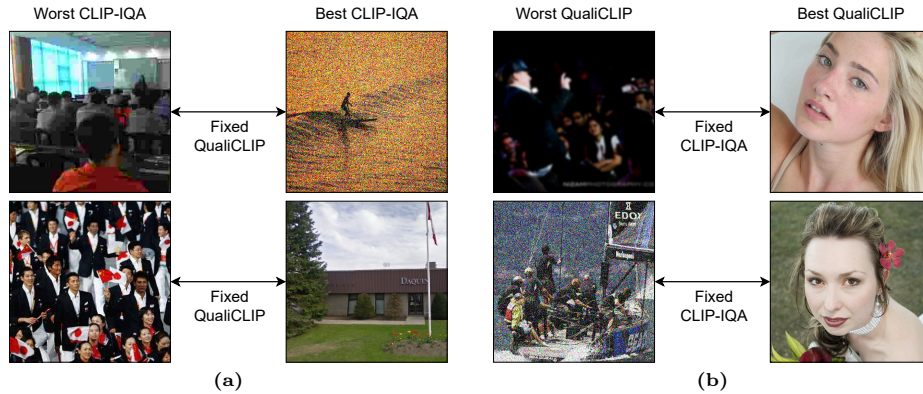 Worst CLIP-IQA
Best CLIP-IQA
Worst QualiCLIP
Best QualiCLIP
Fixed
QualiCLIP
Fixed
CLIP-IQA
EDOX
Fixed
QualiCLIP
DAQUE
Fixed
CLIP-IQA
(a)
(b)